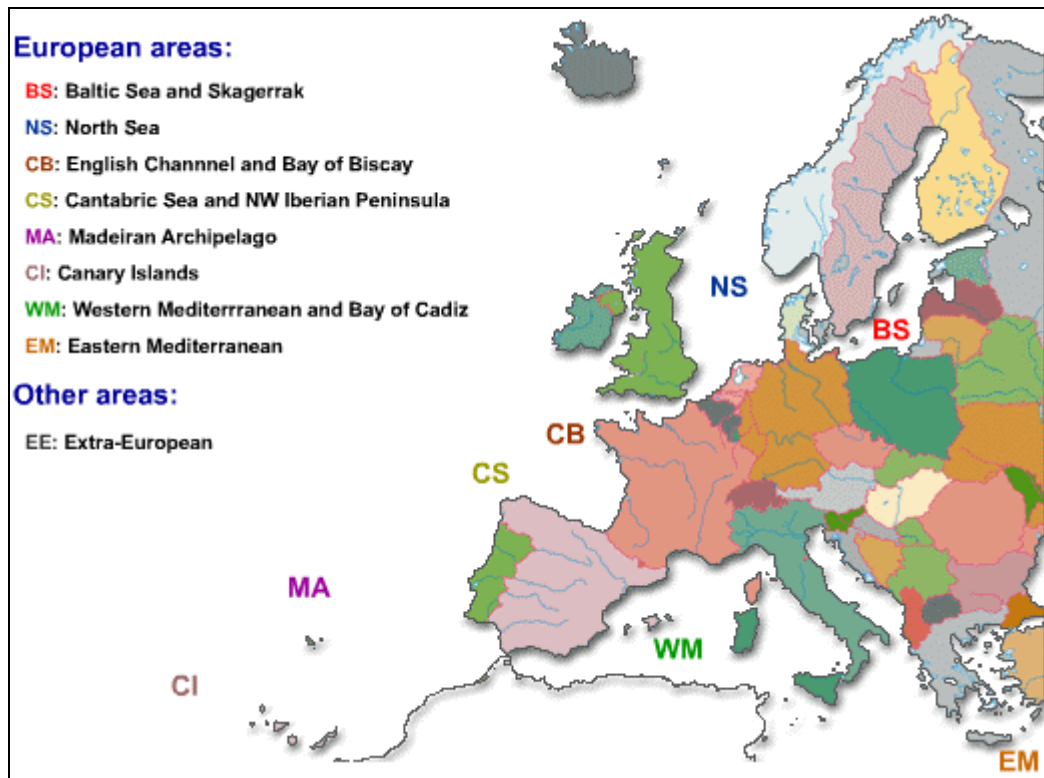 European areas:
BS: Baltic Sea and Skagerrak
NS: North Sea
CB: English Channnel and Bay of Biscay
CS: Cantabric Sea and NW Iberian Peninsula
MA: Madeiran Archipelago
CI: Canary Islands
WM: Western Mediterrranean and Bay of Cadiz
EM: Eastern Mediterranean
Other areas:
EE: Extra-European
NS
BS
CB
CS
MA
WM
CI
EM